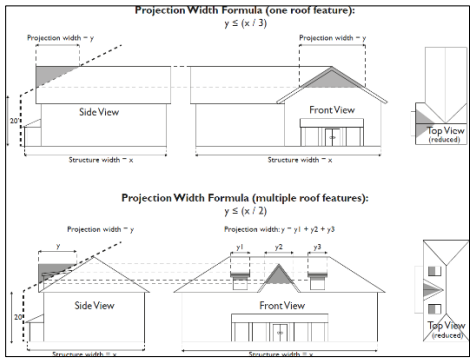 Projection Width Formula (one roof feature):
y ≤ (x / 3)
Projection width = y
Projection width = y
20'
Side View
Front View
Top View
(reduced)
Structure width = x
Structure width = x
Projection Width Formula (multiple roof features):
y ≤ (x / 2)
Projection width = y
Projection width: y = y1 + y2 + y3
y
y1
y2
y3
20'
Side View
Front View
Top View
(reduced)
Structure width = x
Structure width = x